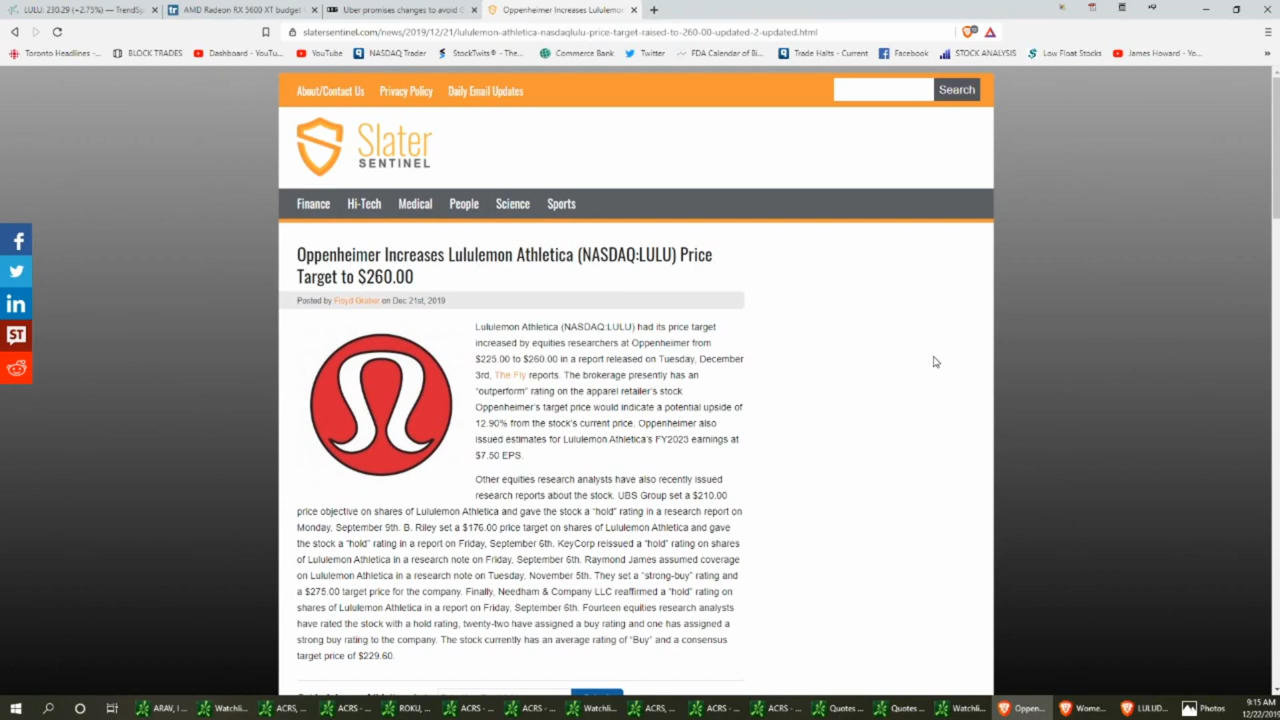 LULU: 230.29 (+2.75%) — TrendSp
AMD Radeon RX 5600 XT budget
Uber promises changes to avoid
Oppenheimer Increases Lululemon
slatersentinel.com/news/2019/12/21/lululemon-athletica-nasdaqlulu-price-target-raised-to-260-00-updated-2-updated.html
Toronto Headlines -...
BLOCK TRADES
Dashboard - YouTu...
YouTube
NASDAQ Trader
StockTwits® - The...
Commerce Bank
Twitter
FDA Calendar of Bi...
Trade Halts - Current
Facebook
STOCK ANALYSIS
Low Float Stocks
James Howard - Yo...
About/Contact Us Privacy Policy Daily Email Updates
Search
Slater
SENTINEL
Finance Hi-Tech Medical People Science Sports
Oppenheimer Increases Lululemon Athletica (NASDAQ:LULU) Price
Target to $260.00
Posted by Floyd Graber on Dec 21st, 2019
Lululemon Athletica (NASDAQ:LULU) had its price target
increased by equities researchers at Oppenheimer from
$225.00 to $260.00 in a report released on Tuesday, December
3rd, The Fly reports. The brokerage presently has an
"outperform" rating on the apparel retailer's stock.
Oppenheimer's target price would indicate a potential upside of
12.90% from the stock's current price. Oppenheimer also
issued estimates for Lululemon Athletica's FY2023 earnings at
$7.50 EPS.
Other equities research analysts have also recently issued
research reports about the stock. UBS Group set a $210.00
price objective on shares of Lululemon Athletica and gave the stock a "hold" rating in a research report on
Monday, September 9th. B. Riley set a $176.00 price target on shares of Lululemon Athletica and gave
the stock a "hold" rating in a report on Friday, September 6th. KeyCorp reissued a "hold" rating on shares
of Lululemon Athletica in a research note on Friday, September 6th. Raymond James assumed coverage
on Lululemon Athletica in a research note on Tuesday, November 5th. They set a "strong-buy" rating and
a $275.00 target price for the company. Finally, Needham & Company LLC reaffirmed a "hold" rating on
shares of Lululemon Athletica in a report on Friday, September 6th. Fourteen equities research analysts
have rated the stock with a hold rating, twenty-two have assigned a buy rating and one has assigned a
strong buy rating to the company. The stock currently has an average rating of "Buy" and a consensus
target price of $229.60.
ARAV, I ...
Watchli...
ACRS, ...
ACRS - ...
ROKU, ...
ACRS - ...
ACRS - ...
Watchli...
ACRS, ...
ACRS - ...
ACRS - ...
Quotes ...
Quotes ...
Watchli...
Oppen...
Wome...
LULUD...
Photos
9:15 AM
12/22/2019